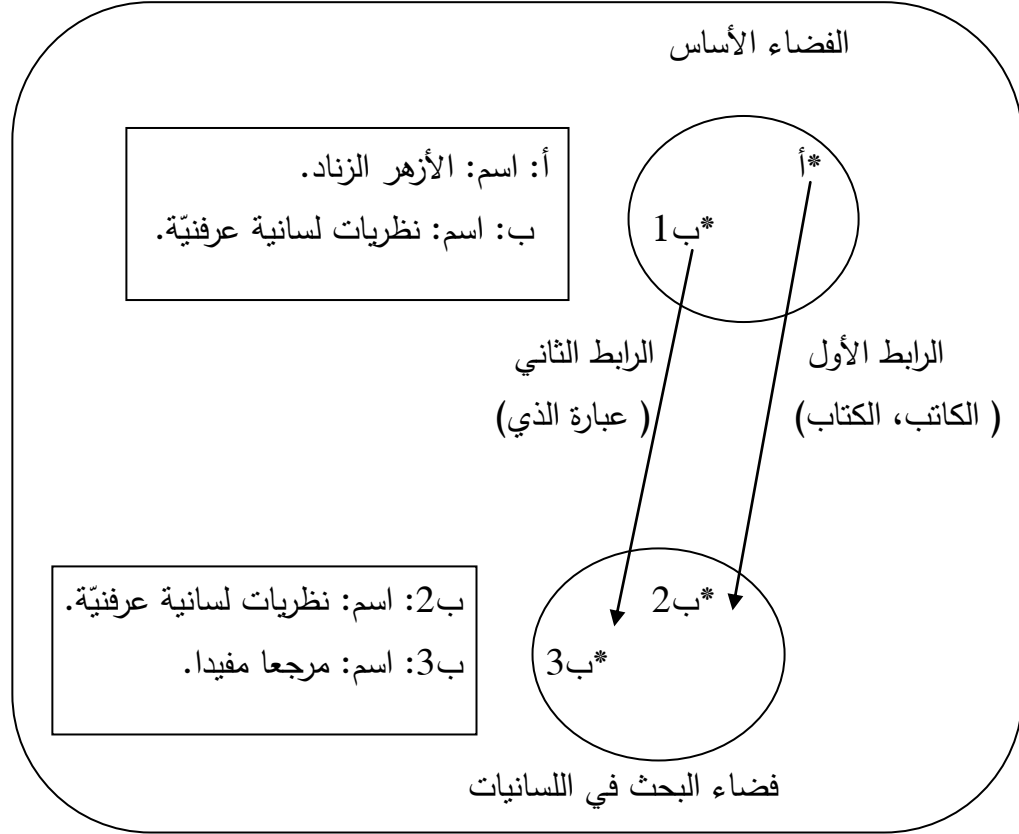 الفضاء الأساس
*أ
*ب1
أ: اسم: الأزهر الزناد.
ب: اسم: نظريات لسانية عرفنيّة.
الرابط الأول
( الكاتب، الكتاب)
الرابط الثاني
( عبارة الذي)
*ب2
*ب3
ب2: اسم: نظريات لسانية عرفنيّة.
ب3: اسم: مرجعا مفيدا.
فضاء البحث في اللسانيات